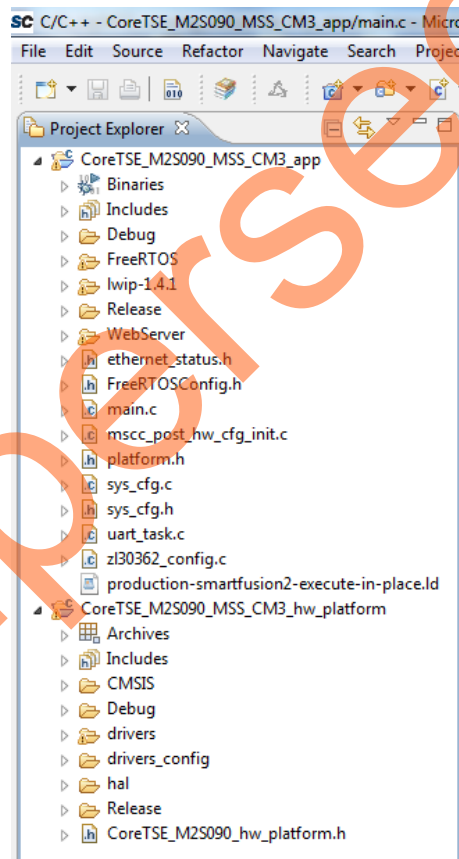 SC C/C++ - CoreTSE_M2S090_MSS_CM3_app/main.c - Micro
File Edit Source Refactor Navigate Search Projec
Project Explorer
CoreTSE_M2S090_MSS_CM3_app
Binaries
Includes
Debug
FreeRTOS
lwip-1.4.1
Release
WebServer
ethernet_status.h
FreeRTOSConfig.h
main.c
mscc_post_hw_cfg_init.c
platform.h
sys_cfg.c
sys_cfg.h
uart_task.c
zl30362_config.c
production-smartfusion2-execute-in-place.ld
CoreTSE_M2S090_MSS_CM3_hw_platform
Archives
Includes
CMSIS
Debug
drivers
drivers_config
hal
Release
CoreTSE_M2S090_hw_platform.h
perse